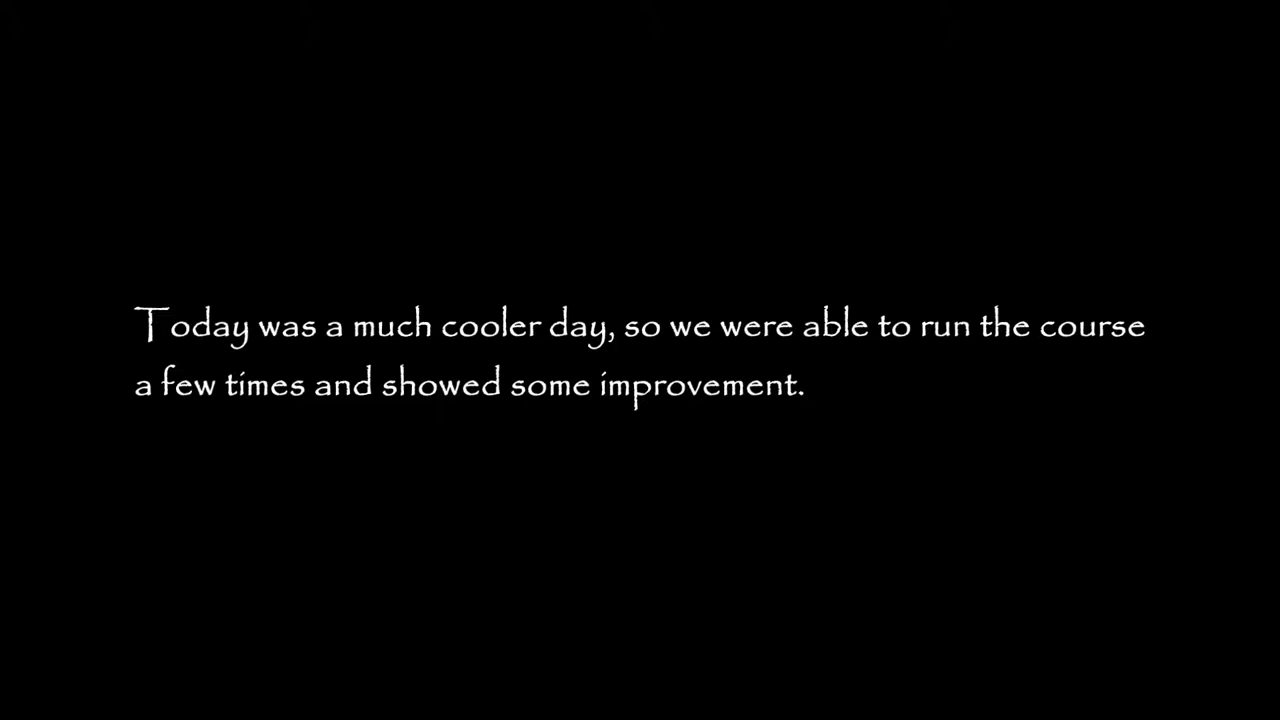 Today was a much cooler day, so we were able to run the course
a few times and showed some improvement.